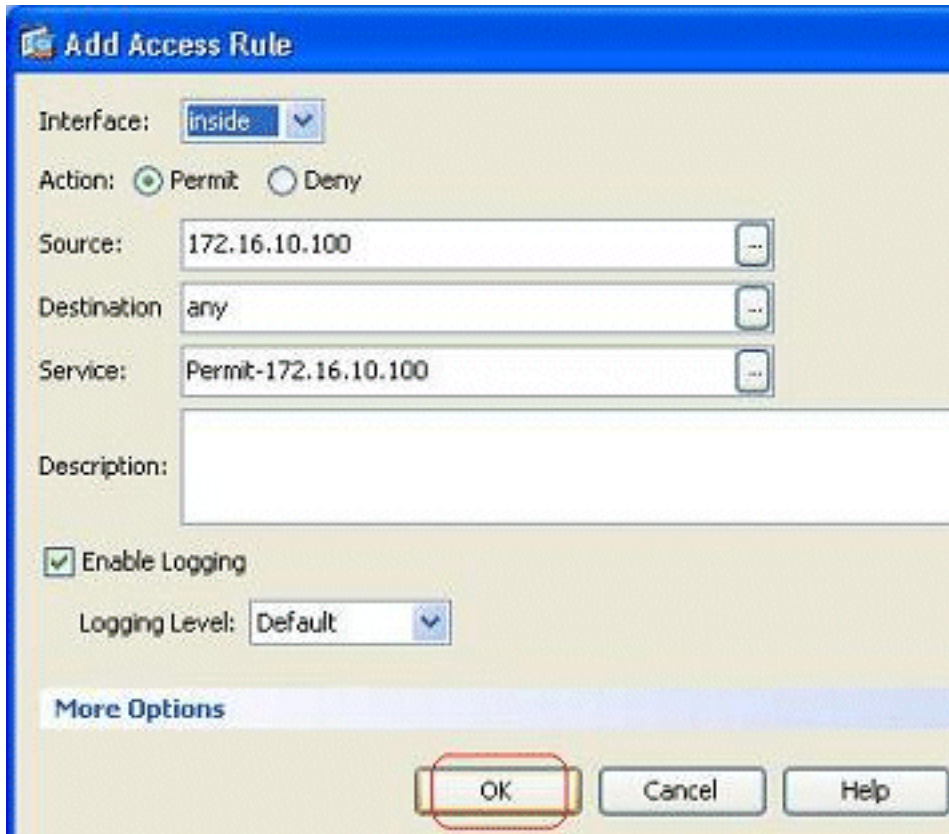 Add Access Rule
Interface: inside
Action: Permit Deny
Source: 172.16.10.100 ...
Destination any ...
Service: Permit-172.16.10.100 ...
Description:
Enable Logging
Logging Level: Default
More Options
OK Cancel Help